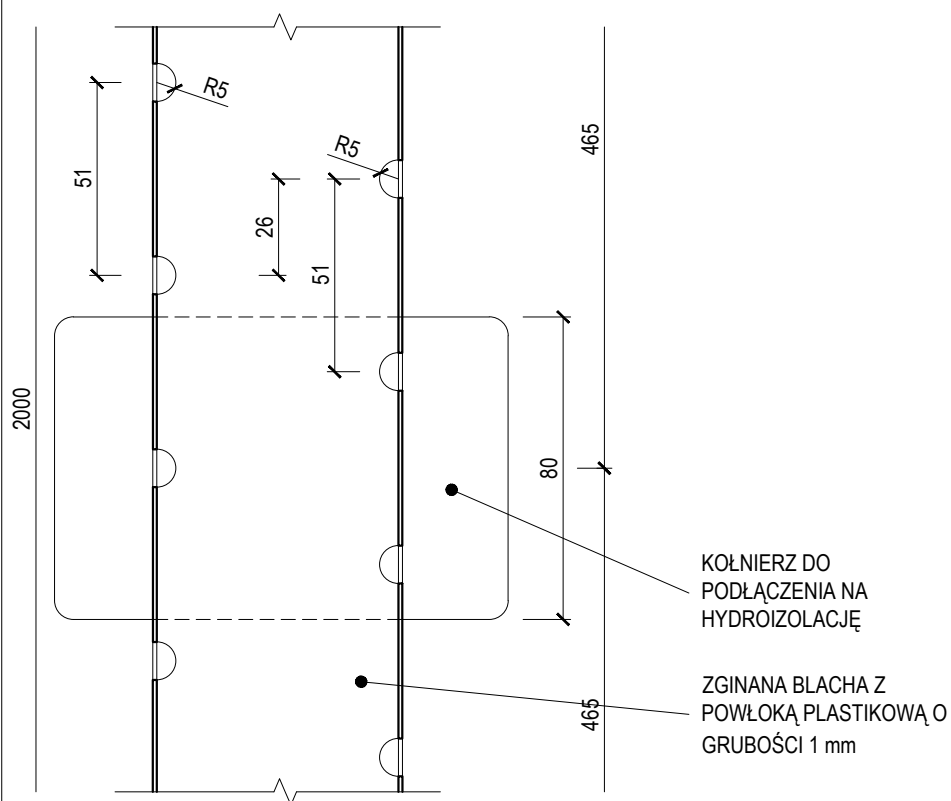 R5
465
R5
51
26
51
2000
80
KOŁNIERZ DO
PODŁĄCZENIA NA
HYDROIZOLACJĘ
ZGINANA BLACHA Z
POWŁOKĄ PLASTIKOWĄ O
GRUBOŚCI 1 mm
465